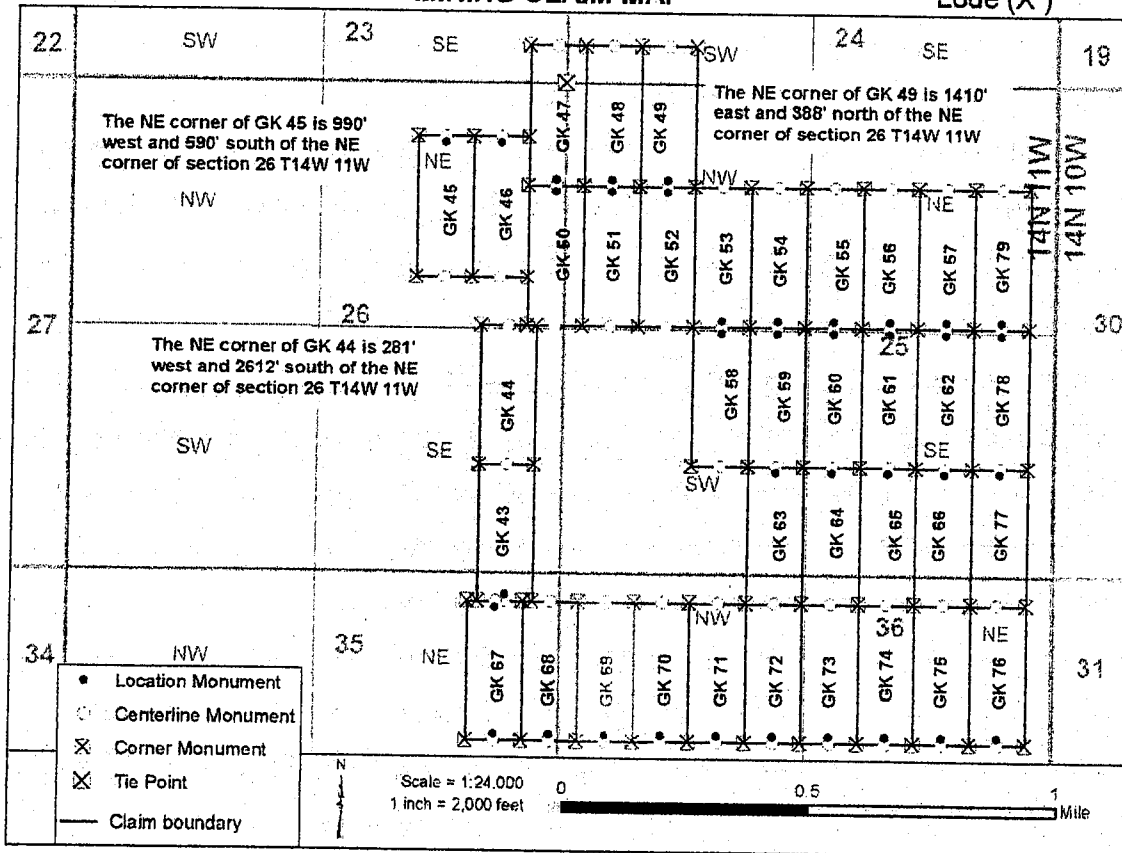 Lode (X )
22
SW
23
SE
SW
24
SE
19
The NE corner of GK 45 is 990'
west and 590' south of the NE
corner of section 26 T14W 11W
The NE corner of GK 49 is 1410'
east and 388' north of the NE
corner of section 26 T14W 11W
GK 47
GK 48
GK 49
NE
NW
NW
NE
14N 11W
14N 10W
GK 45
GK 46
GK 50
GK 51
GK 52
GK 53
GK 54
GK 55
GK 56
GK 57
GK 79
27
26
25
30
The NE corner of GK 44 is 281'
west and 2612' south of the NE
corner of section 26 T14W 11W
GK 44
GK 58
GK 59
GK 60
GK 61
GK 62
GK 78
SW
SE
SW
SE
GK 43
GK 63
GK 64
GK 65
GK 66
GK 77
34
NW
35
NE
NW
36
NE
31
GK 67
GK 68
GK 69
GK 70
GK 71
GK 72
GK 73
GK 74
GK 75
GK 76
Location Monument
Centerline Monument
Corner Monument
Tie Point
Claim boundary
N
Scale = 1:24.000
1 inch = 2,000 feet
0
0.5
1
Mile